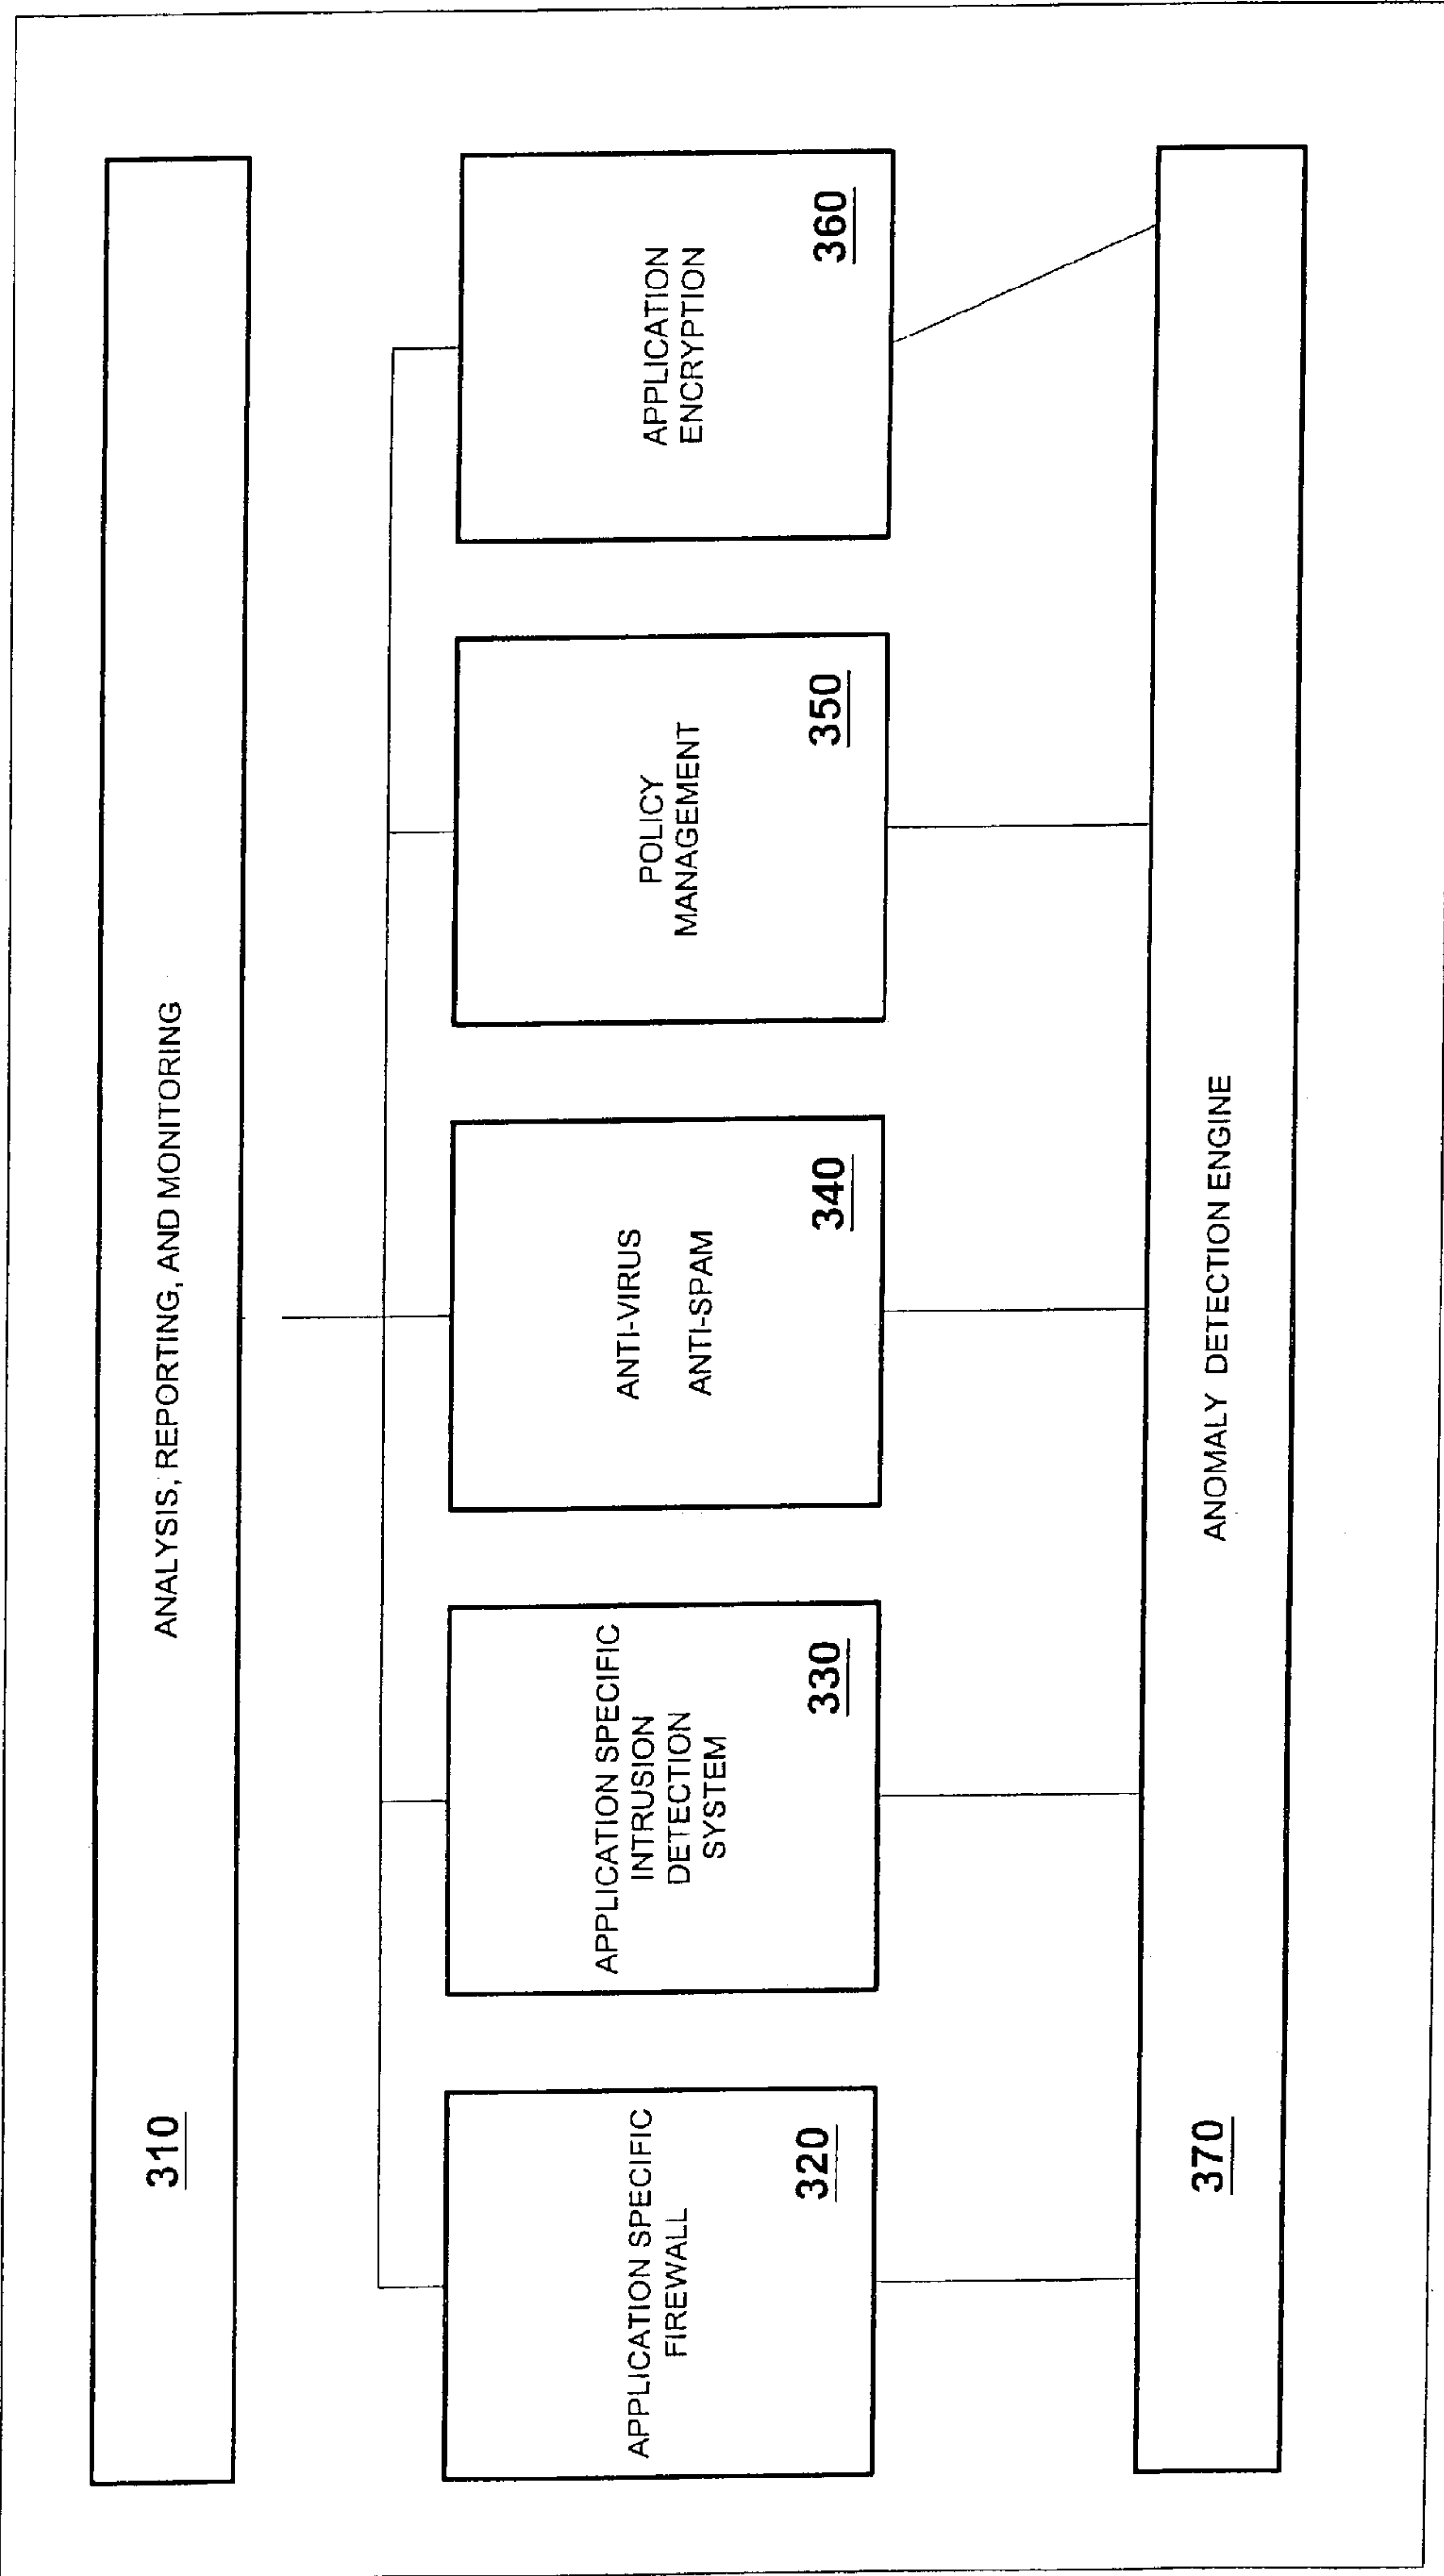 ANALYSIS, REPORTING, AND MONITORING
310
APPLICATION SPECIFIC
FIREWALL
320
APPLICATION SPECIFIC
INTRUSION
DETECTION
SYSTEM
330
ANTI-VIRUS
ANTI-SPAM
340
POLICY
MANAGEMENT
350
APPLICATION
ENCRYPTION
360
ANOMALY DETECTION ENGINE
370